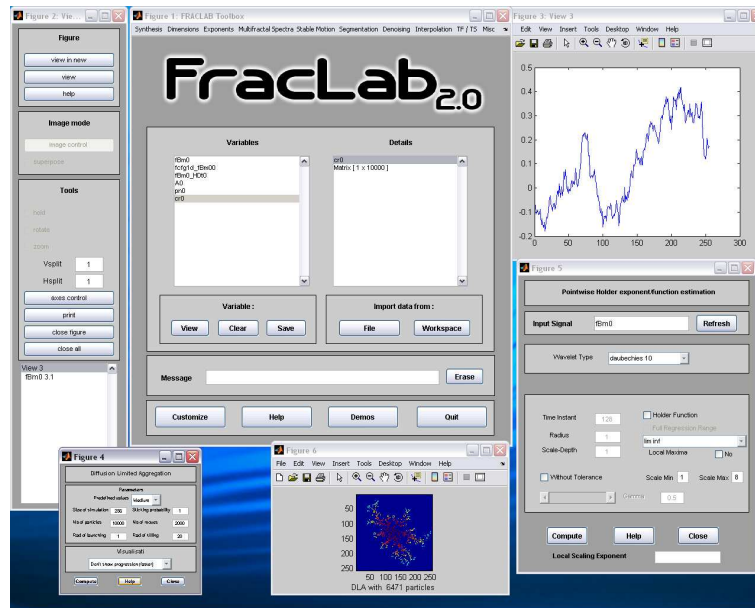 Figure 2: Vie...
Figure
view in new
view
help
Image mode
image control
superpose
Tools
hold
rotate
zoom
Vsplit 1
Hsplit 1
axes control
print
close figure
close all
View 3
fBm0 3.1
Figure 1: FRACLAB Toolbox
Synthesis Dimensions Exponents Multifractal Spectra Stable Motion Segmentation Denoising Interpolation TF / TS Misc
FracLab 2.0
Variables
fBm0
fcfg1d_fBm00
fBm0_HDt0
A0
pn0
cr0
Details
cr0
Matrix [ 1 x 10000 ]
Variable :
View Clear Save
Import data from :
File Workspace
Message Erase
Customize Help Demos Quit
Figure 3: View 3
Edit View Insert Tools Desktop Window Help
0.5
0.4
0.3
0.2
0.1
0
-0.1
-0.2
0 50 100 150 200 250 300
Figure 5
Pointwise Holder exponent/function estimation
Input Signal fBm0 Refresh
Wavelet Type daubechies 10
Time Instant 128
Radius 1
Scale-Depth 1
Holder Function
Full Regression Range
lim inf
Local Maxima No
Without Tolerance Scale Min 1 Scale Max 8
Gamma
Compute Help Close
Local Scaling Exponent
Figure 4
Diffusion Limited Aggregation
Parameters
Predefined values Medium
Size of simulation 256 Sticking probability 1
No of particles 10000 No of moves 2000
Rad of launching 1 Rad of killing 20
Visualisati
Don't show progression (faster)
Compute Help Close
Figure 6
File Edit View Insert Tools Desktop Window Help
50
100
150
200
250
50 100 150 200 250
DLA with 6471 particles